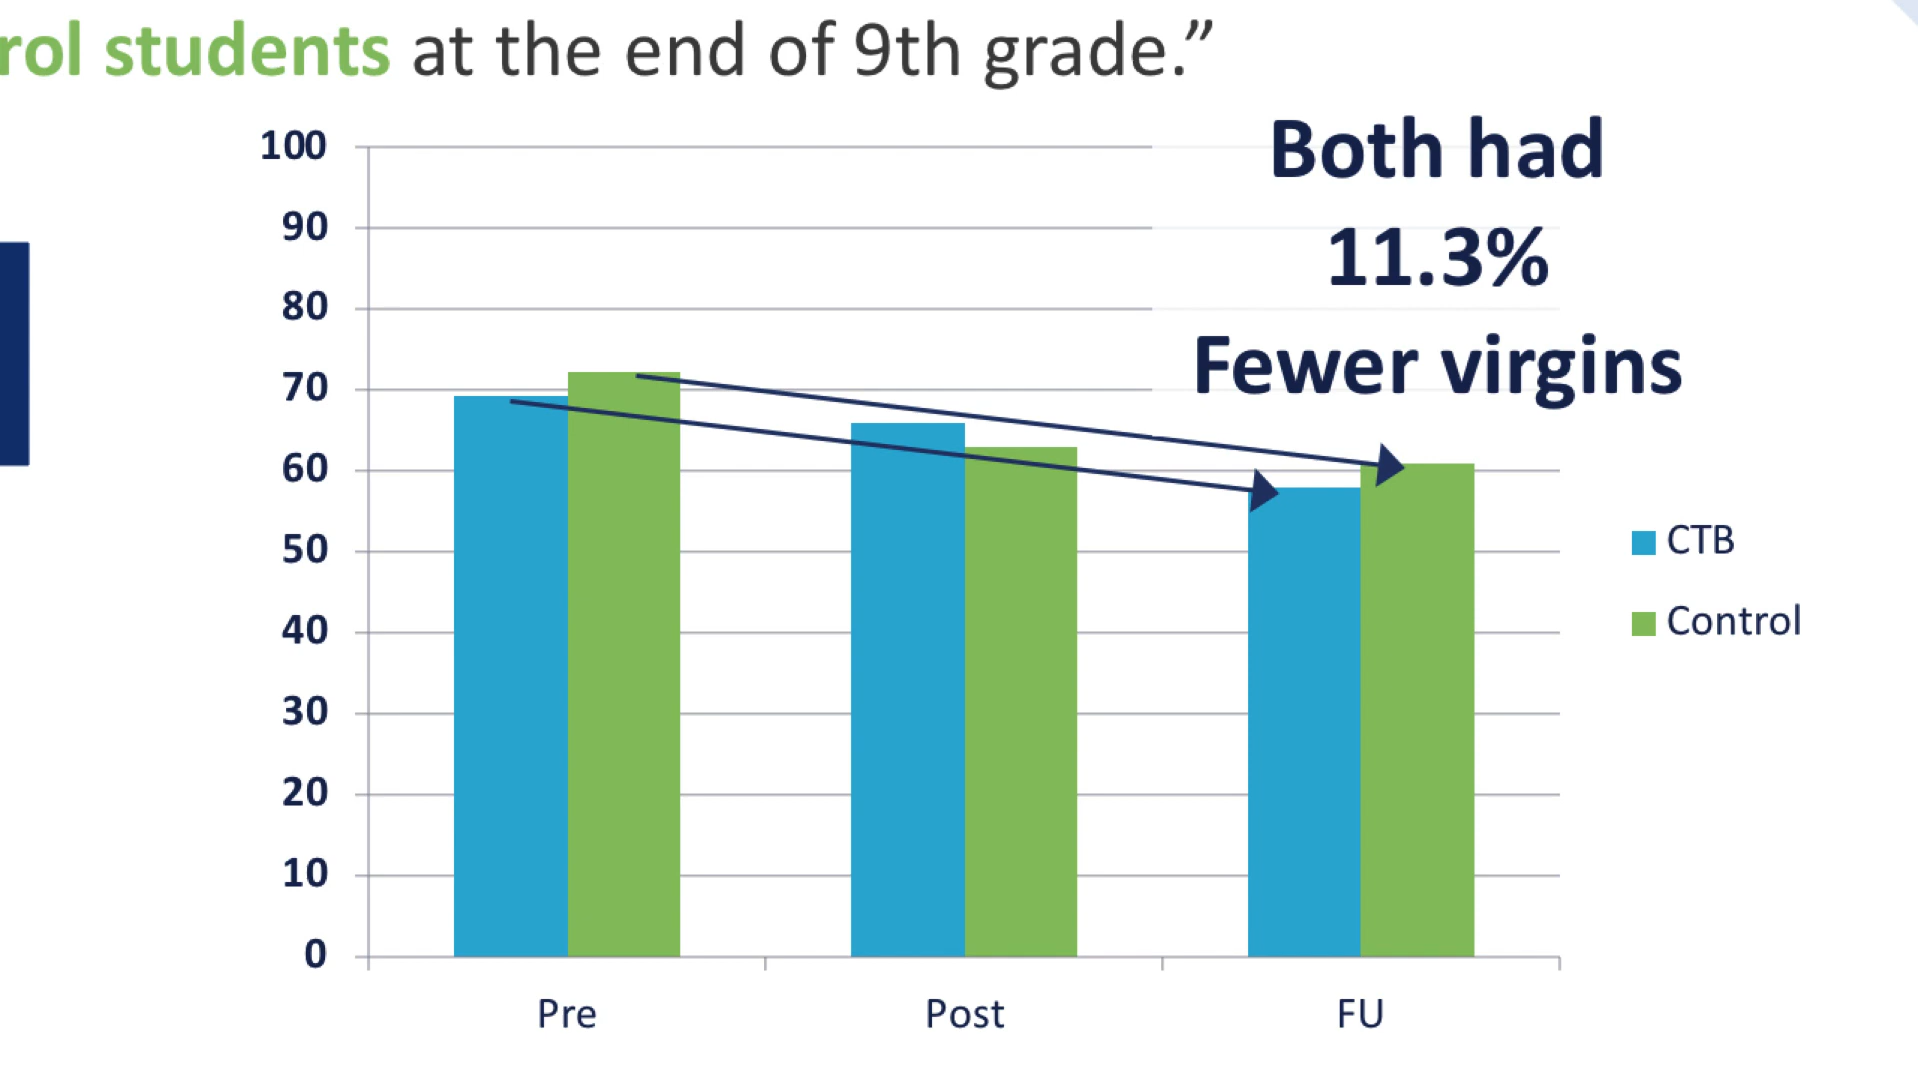 rol students at the end of 9th grade.”
Both had
11.3%
Fewer virgins
100
90
80
70
60
50
40
30
20
10
0
Pre
Post
FU
CTB
Control